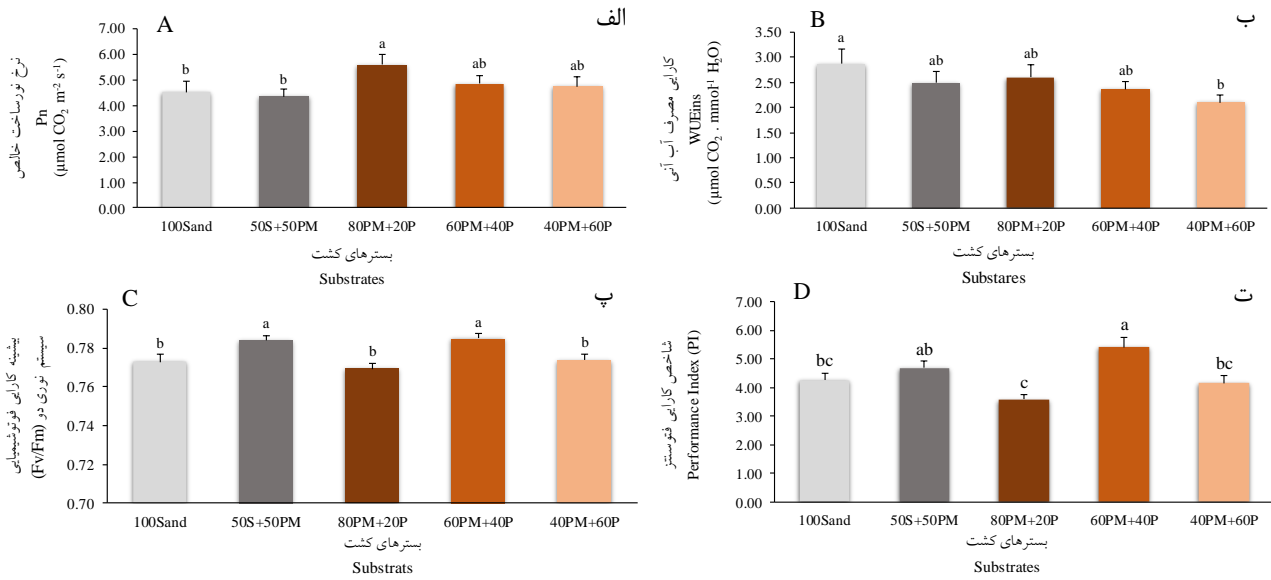 A
الف
نرخ نورساخت خالص
Pn
(µmol CO₂ m⁻² s⁻¹)
7.00
6.00
5.00
4.00
3.00
2.00
1.00
0.00
b
b
a
ab
ab
100Sand
50S+50PM
80PM+20P
60PM+40P
40PM+60P
بسترهای کشت
Substrates
B
ب
کارایی مصرف آب آنی
WUEins
(µmol CO₂ . mmol⁻¹ H₂O)
3.50
3.00
2.50
2.00
1.50
1.00
0.50
0.00
a
ab
ab
ab
b
100Sand
50S+50PM
80PM+20P
60PM+40P
40PM+60P
بسترهای کشت
Substares
C
پ
بیشینه کارایی فوتوشیمیایی
سیستم نوری دو (Fv/Fm)
0.80
0.78
0.76
0.74
0.72
0.70
b
a
b
a
b
100Sand
50S+50PM
80PM+20P
60PM+40P
40PM+60P
بسترهای کشت
Substrats
D
ت
شاخص کارایی فتوسنتز
Performance Index (PI)
7.00
6.00
5.00
4.00
3.00
2.00
1.00
0.00
bc
ab
c
a
bc
100Sand
50S+50PM
80PM+20P
60PM+40P
40PM+60P
بسترهای کشت
Substrates